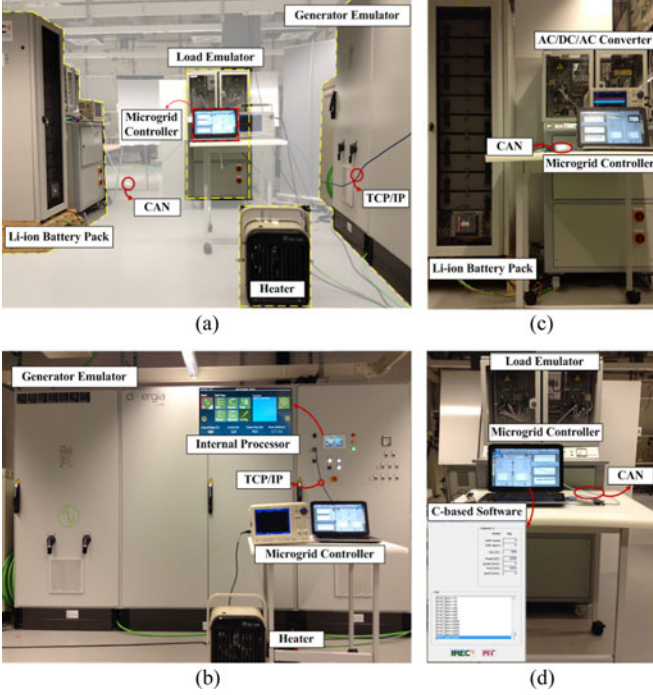 Generator Emulator
Load Emulator
Microgrid
Controller
CAN
TCP/IP
Li-ion Battery Pack
Heater
(a)
AC/DC/AC Converter
CAN
Microgrid Controller
Li-ion Battery Pack
(c)
Generator Emulator
Internal Processor
TCP/IP
Microgrid Controller
Heater
(b)
Load Emulator
Microgrid Controller
CAN
C-based Software
(d)